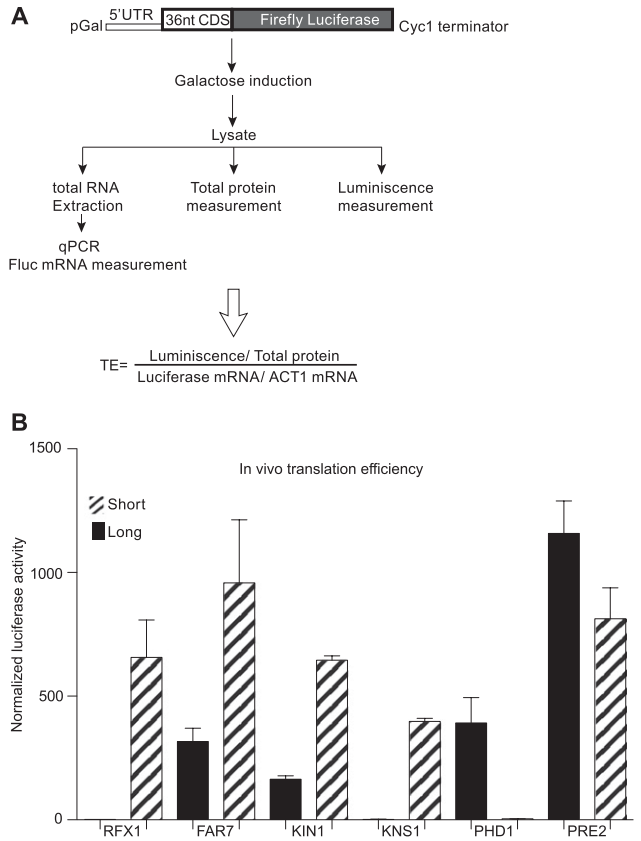 A
pGal 5’UTR 36nt CDS Firefly Luciferase Cyc1 terminator
Galactose induction
Lysate
total RNA
Extraction
Total protein
measurement
Luminiscence
measurement
qPCR
Fluc mRNA measurement
TE= Luminiscence/ Total protein
Luciferase mRNA/ ACT1 mRNA
B
In vivo translation efficiency
Short
Long
Normalized luciferase activity
1500
1000
500
0
RFX1 FAR7 KIN1 KNS1 PHD1 PRE2